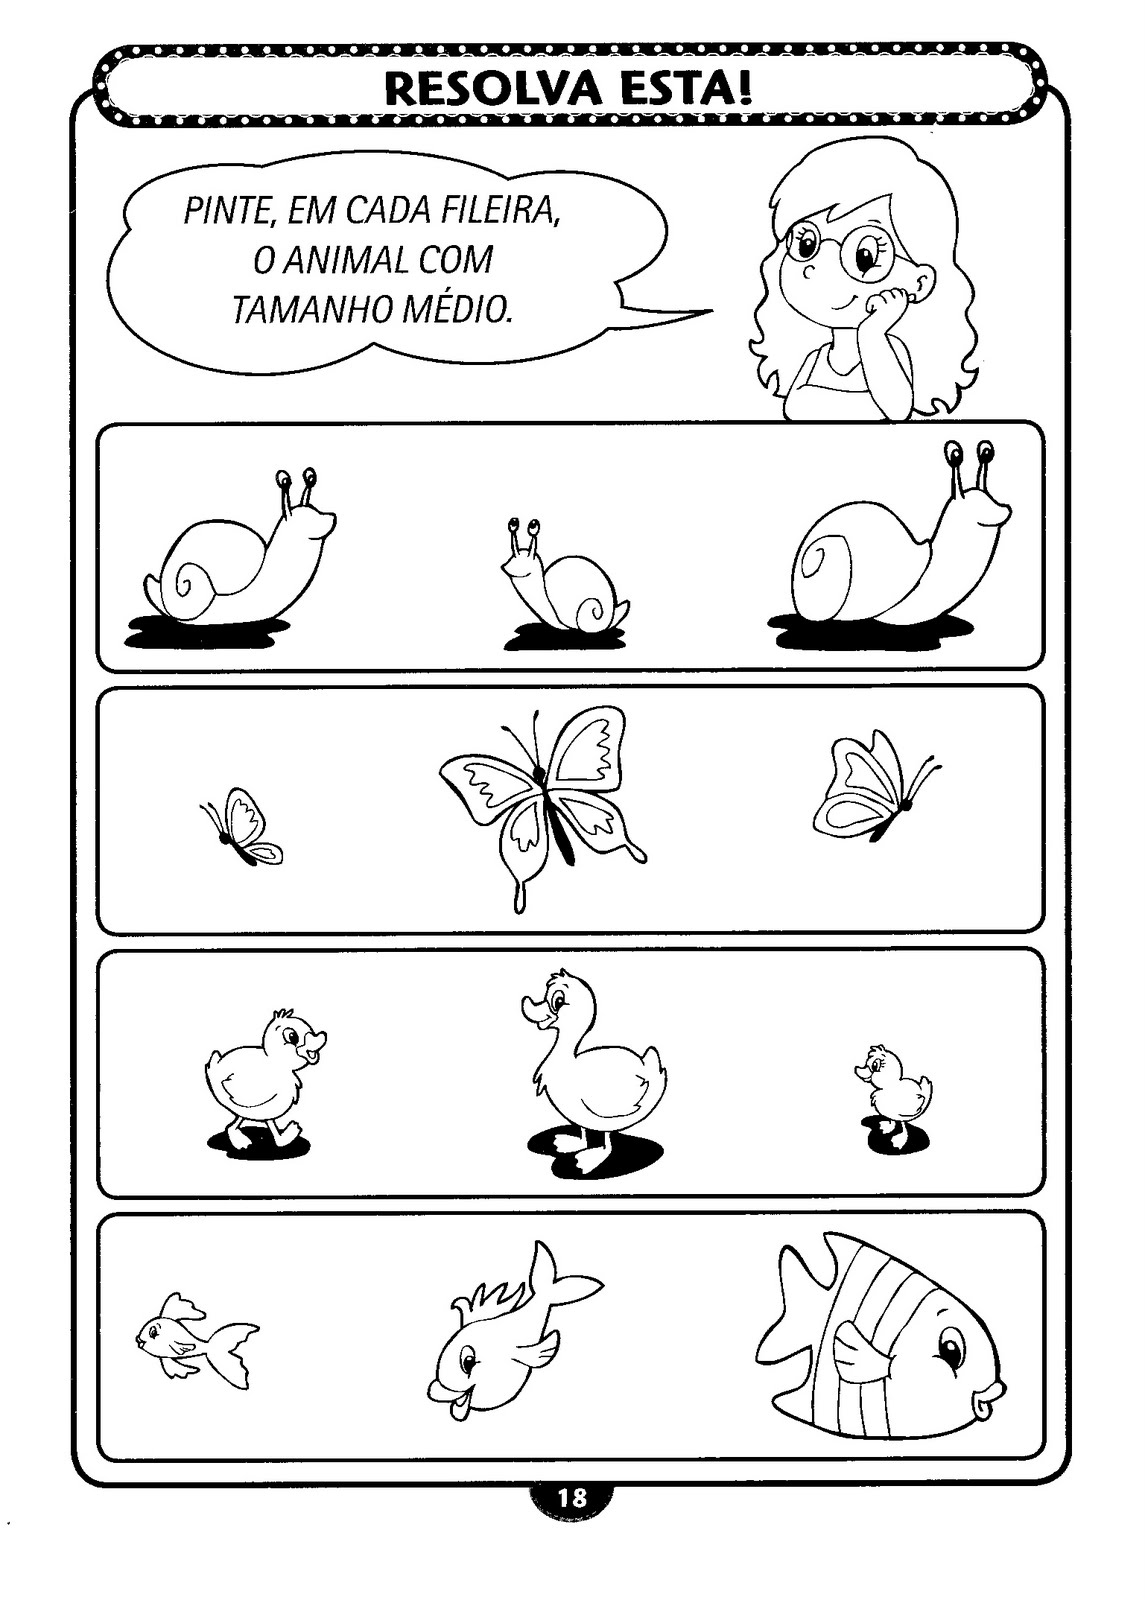 RESOLVA ESTA!
PINTE, EM CADA FILEIRA,
O ANIMAL COM
TAMANHO MÉDIO.
18